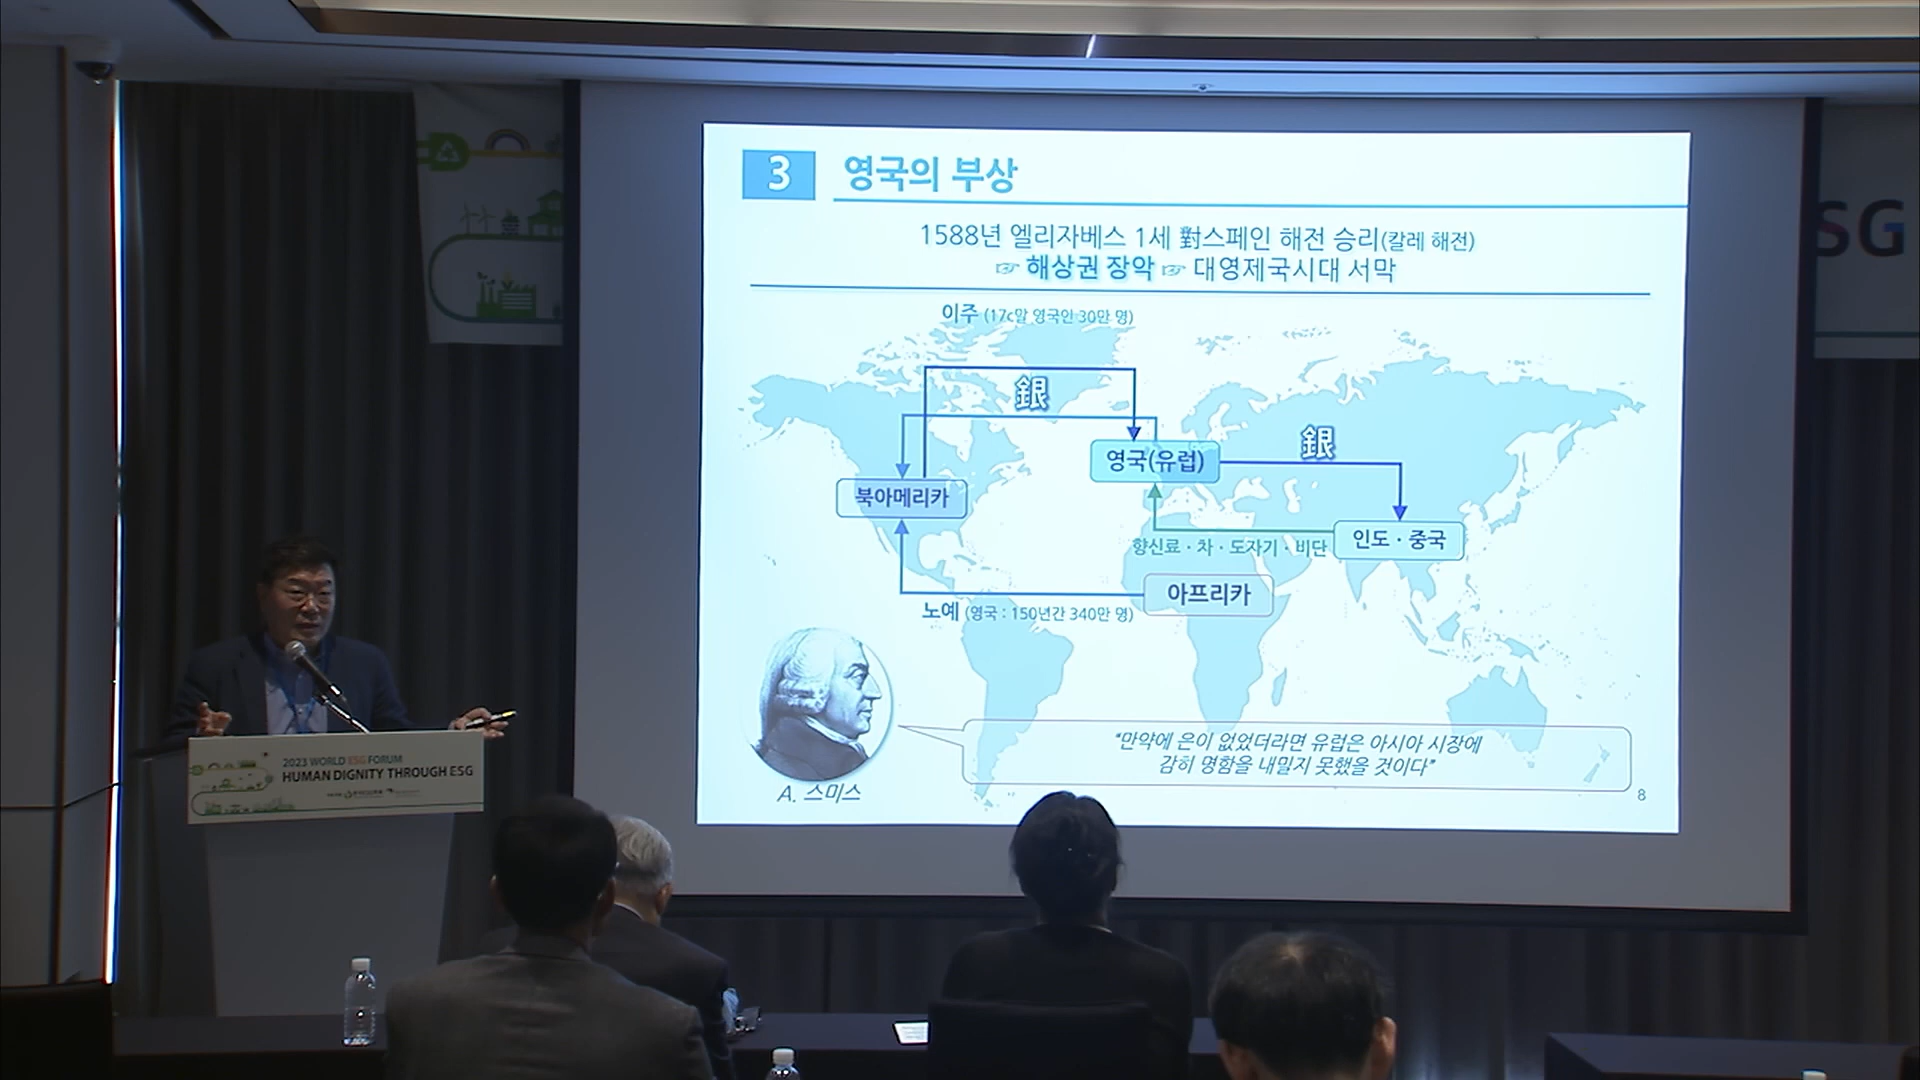 3 영국의 부상
1588년 엘리자베스 1세 對스페인 해전 승리(칼레 해전)
☞ 해상권 장악 ☞ 대영제국시대 서막
이주 (17c말 영국인 30만 명)
銀
銀
영국(유럽)
북아메리카
인도 · 중국
향신료 · 차 · 도자기 · 비단
아프리카
노예 (영국 : 150년간 340만 명)
"만약에 은이 없었더라면 유럽은 아시아 시장에
감히 명함을 내밀지 못했을 것이다"
A. 스미스
8
SG
2023 WORLD ESG FORUM
HUMAN DIGNITY THROUGH ESG